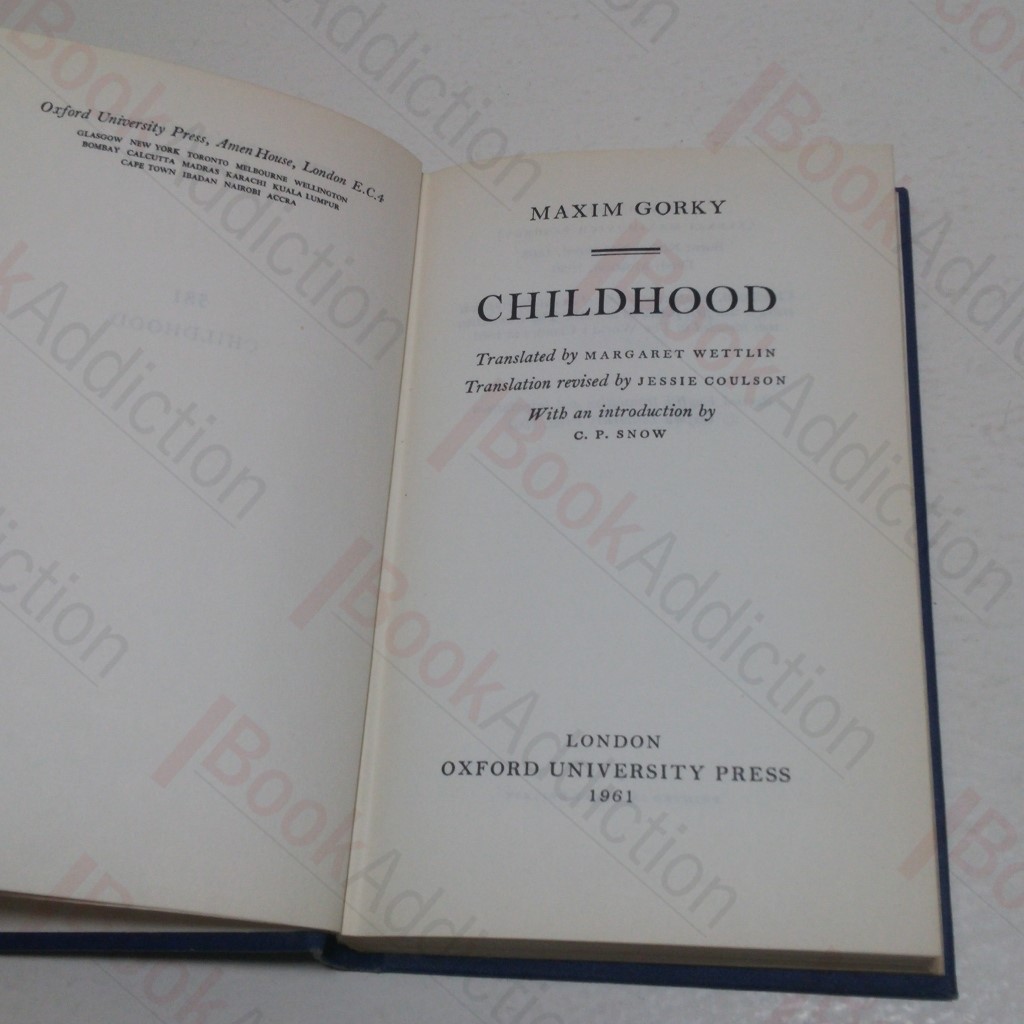 Oxford University Press, Amen House, London E.C.4
GLASGOW NEW YORK TORONTO MELBOURNE WELLINGTON
BOMBAY CALCUTTA MADRAS KARACHI KUALA LUMPUR
CAPE TOWN IBADAN NAIROBI ACCRA
MAXIM GORKY
CHILDHOOD
Translated by MARGARET WETTLIN
Translation revised by JESSIE COULSON
With an introduction by
C. P. SNOW
LONDON
OXFORD UNIVERSITY PRESS
1961
BookAddiction